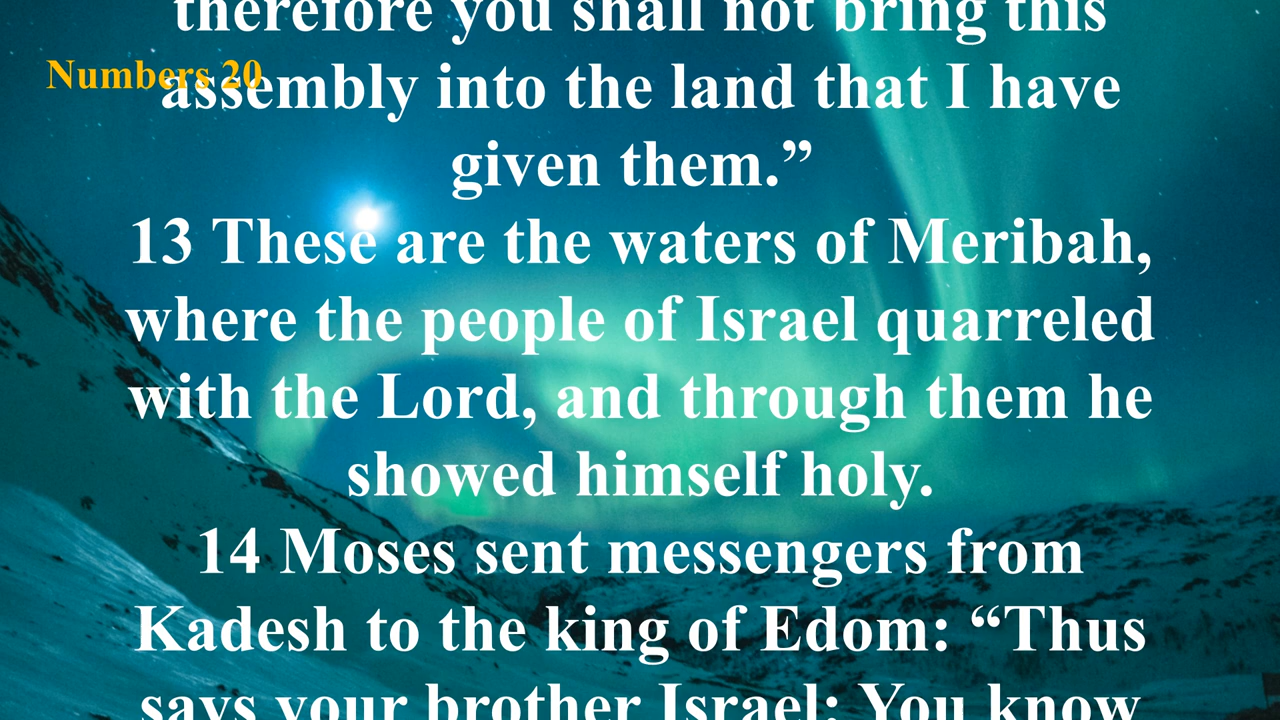 therefore you shall not bring this
Numbers 20
assembly into the land that I have
given them.”
13 These are the waters of Meribah,
where the people of Israel quarreled
with the Lord, and through them he
showed himself holy.
14 Moses sent messengers from
Kadesh to the king of Edom: “Thus
says your brother Israel: You know